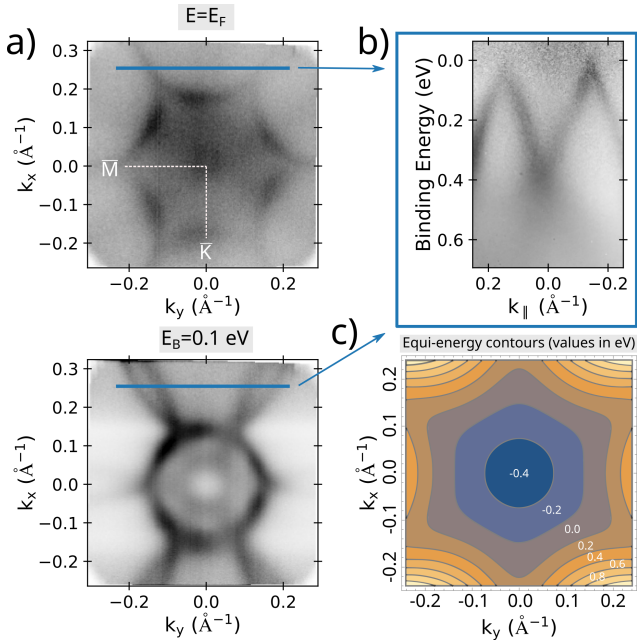 a)
E=E_F
0.3
0.2
0.1
0.0
−0.1
−0.2
k_x (Å⁻¹)
M̅
K̅
−0.2 0.0 0.2
k_y (Å⁻¹)
b)
0.0
0.2
0.4
0.6
Binding Energy (eV)
0.2 0.0 −0.2
k_∥ (Å⁻¹)
E_B=0.1 eV
0.3
0.2
0.1
0.0
−0.1
−0.2
k_x (Å⁻¹)
−0.2 0.0 0.2
k_y (Å⁻¹)
c)
Equi-energy contours (values in eV)
0.2
0.1
0.0
-0.1
-0.2
k_x (Å⁻¹)
-0.4
-0.2
0.0
0.2
0.4
0.6
0.8
-0.2 -0.1 0.0 0.1 0.2
k_y (Å⁻¹)